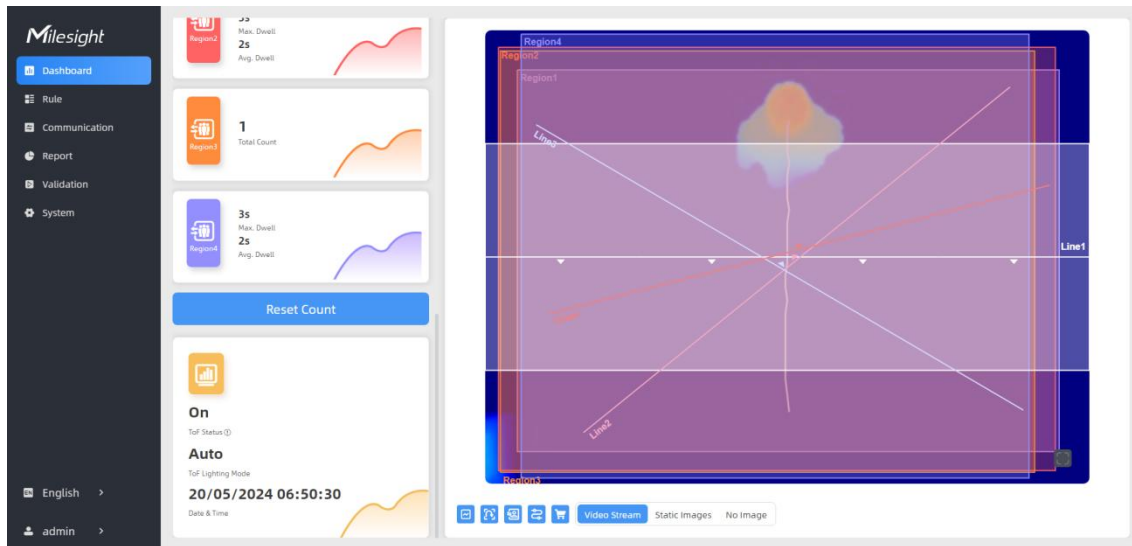 Milesight
Dashboard
Rule
Communication
Report
Validation
System
English
admin
Region2
Max. Dwell
2s
Avg. Dwell
Region3
1
Total Count
Region4
3s
Max. Dwell
2s
Avg. Dwell
Reset Count
On
ToF Status
Auto
ToF Lighting Mode
20/05/2024 06:50:30
Date & Time
Region4
Region2
Region1
Line3
Line1
Line2
Region3
Video Stream
Static Images
No Image